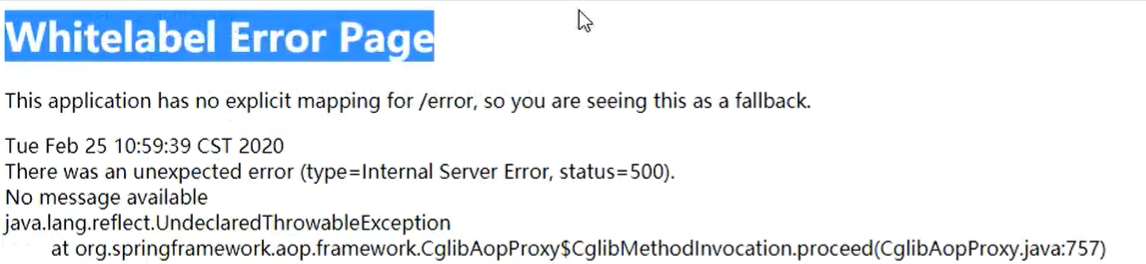 Whitelabel Error Page
This application has no explicit mapping for /error, so you are seeing this as a fallback.
Tue Feb 25 10:59:39 CST 2020
There was an unexpected error (type=Internal Server Error, status=500).
No message available
java.lang.reflect.UndeclaredThrowableException
at org.springframework.aop.framework.CglibAopProxy$CglibMethodInvocation.proceed(CglibAopProxy.java:757)